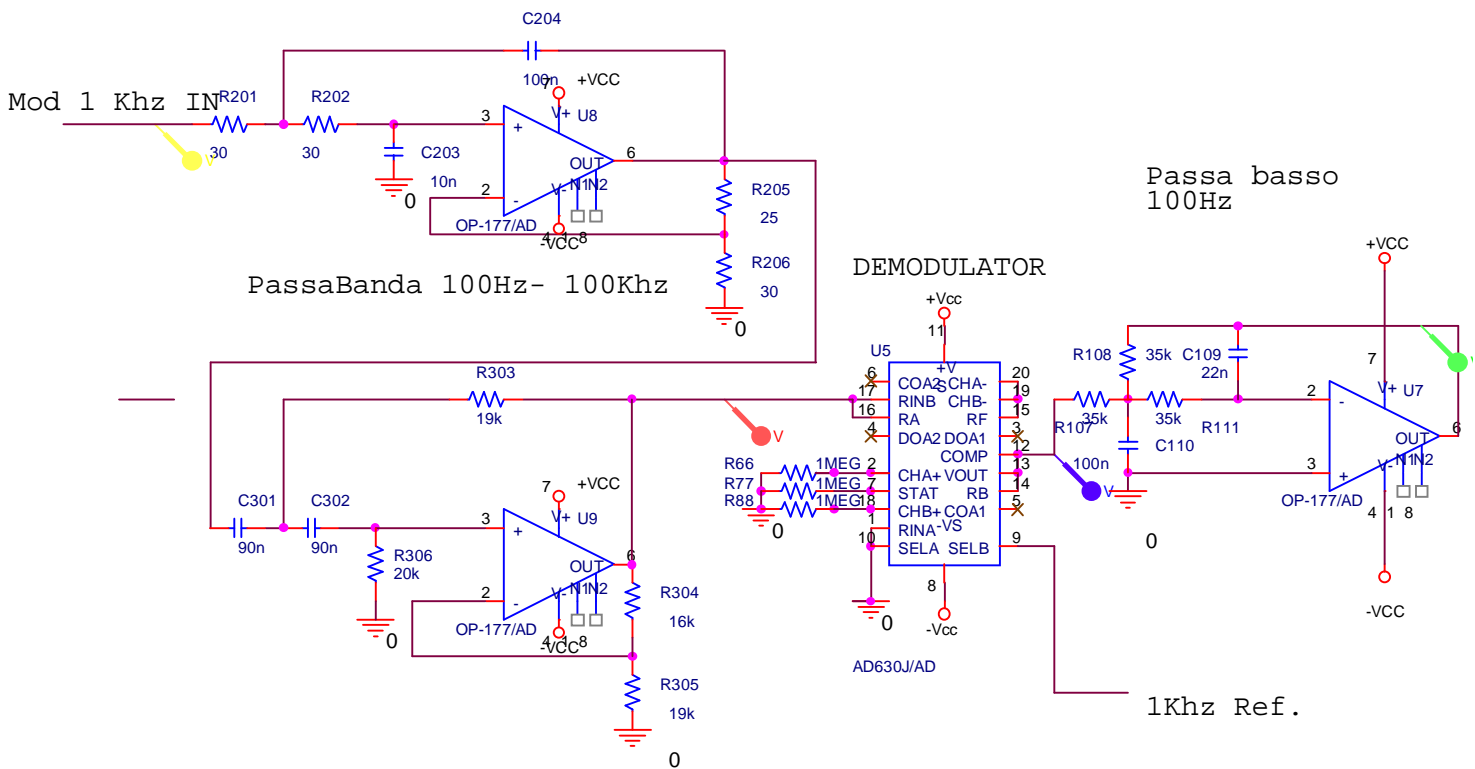 C204
100n
Mod 1 Khz IN
R201
30
R202
30
C203
10n
0
3
2
+
-
7
+VCC
V+
U8
OUT
6
N1N2
V-
OP-177/AD
4
1
8
-VCC
R205
25
R206
30
0
PassaBanda 100Hz- 100Khz
Passa basso
100Hz
DEMODULATOR
R303
19k
C301
90n
C302
90n
R306
20k
0
3
2
+
-
7
+VCC
V+
U9
OUT
6
N1N2
V-
OP-177/AD
4
1
8
-VCC
R304
16k
R305
19k
0
+Vcc
11
U5
+V
S
6
COA2
CHA-
20
17
RINB
CHB-
19
16
RA
RF
15
4
DOA2
DOA1
3
COMP
12
2
CHA+
VOUT
13
7
STAT
RB
14
18
CHB+
COA1
5
1
RINA
-VS
10
SELA
SELB
9
8
-Vcc
0
AD630J/AD
R66
1MEG
R77
1MEG
R88
1MEG
0
R107
35k
R108
35k
C109
22n
R111
35k
C110
100n
0
+VCC
7
V+
U7
2
-
3
+
OUT
6
N1N2
V-
OP-177/AD
4
1
8
-VCC
V
V
V
V
V
1Khz Ref.